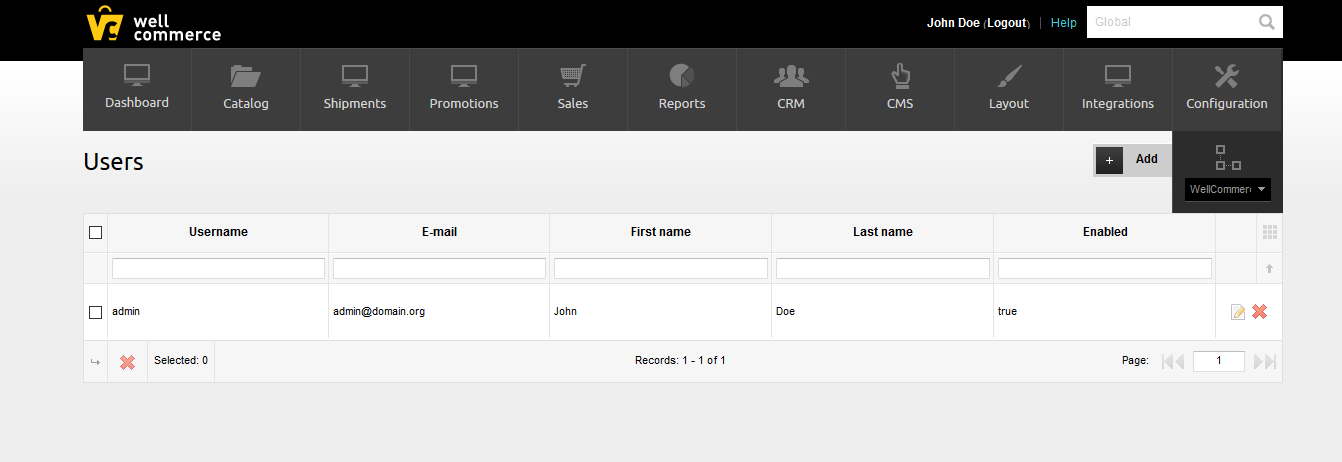 well
commerce
John Doe (Logout) | Help
Global
Dashboard
Catalog
Shipments
Promotions
Sales
Reports
CRM
CMS
Layout
Integrations
Configuration
Users
+ Add
WellCommer
Username
E-mail
First name
Last name
Enabled
admin
admin@domain.org
John
Doe
true
Selected: 0
Records: 1 - 1 of 1
Page:
1